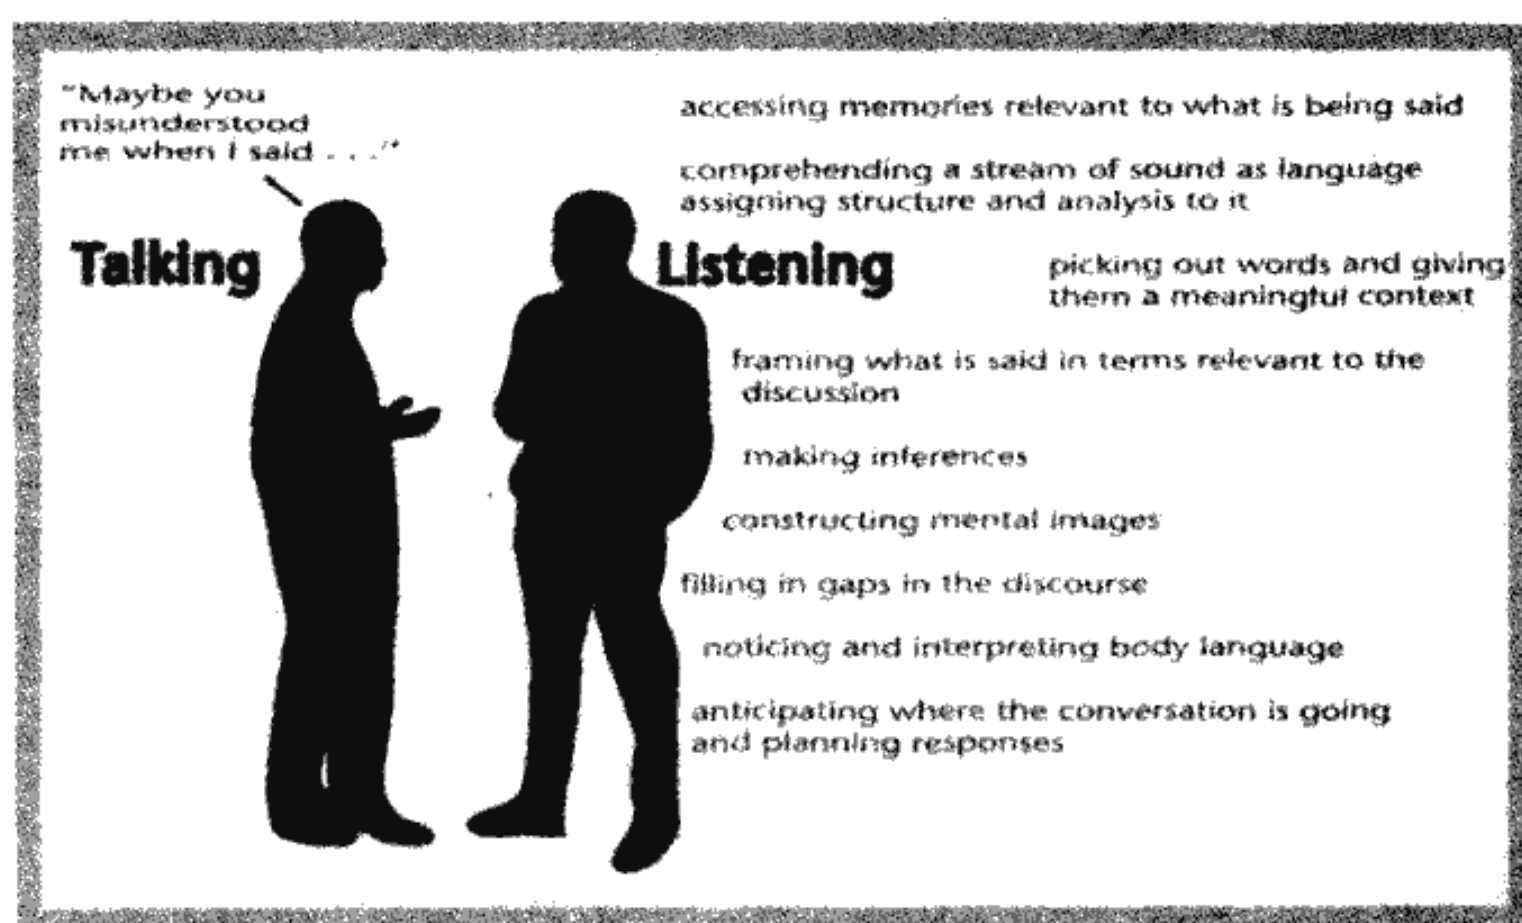 "Maybe you
misunderstood
me when I said . . ."
Talking
Listening
accessing memories relevant to what is being said
comprehending a stream of sound as language
assigning structure and analysis to it
picking out words and giving
them a meaningful context
framing what is said in terms relevant to the
discussion
making inferences
constructing mental images
filling in gaps in the discourse
noticing and interpreting body language
anticipating where the conversation is going
and planning responses